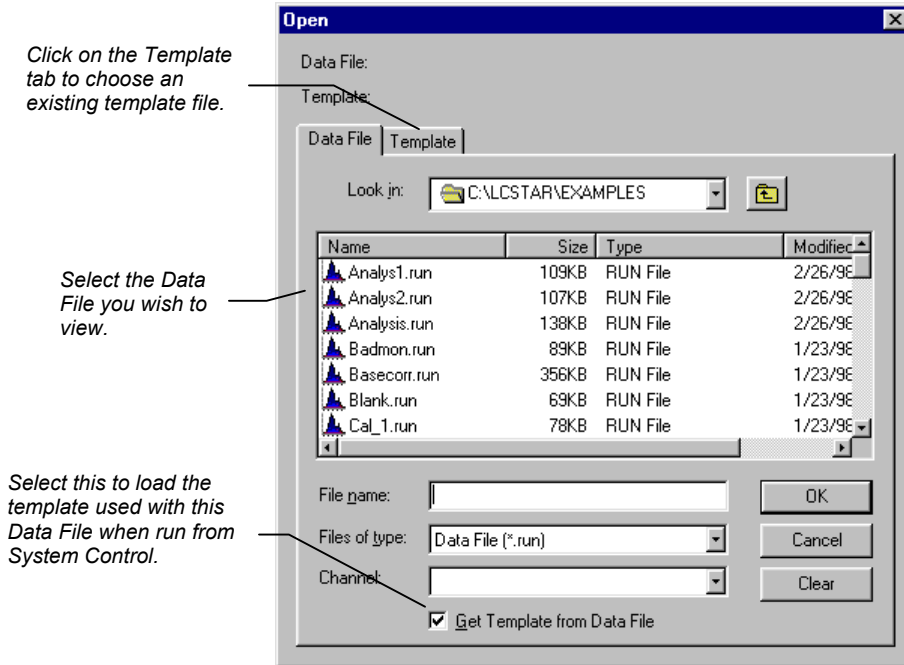 Open
Click on the Template
tab to choose an
existing template file.
Data File:
Template:
Data File Template
Look in: C:\LCSTAR\EXAMPLES
Name Size Type Modified
Analys1.run 109KB RUN File 2/26/98
Analys2.run 107KB RUN File 2/26/98
Analysis.run 138KB RUN File 2/26/98
Badmon.run 89KB RUN File 1/23/98
Basecorr.run 356KB RUN File 1/23/98
Blank.run 69KB RUN File 1/23/98
Cal_1.run 78KB RUN File 1/23/98
Select the Data
File you wish to
view.
Select this to load the
template used with this
Data File when run from
System Control.
File name: OK
Files of type: Data File (*.run) Cancel
Channel: Clear
Get Template from Data File